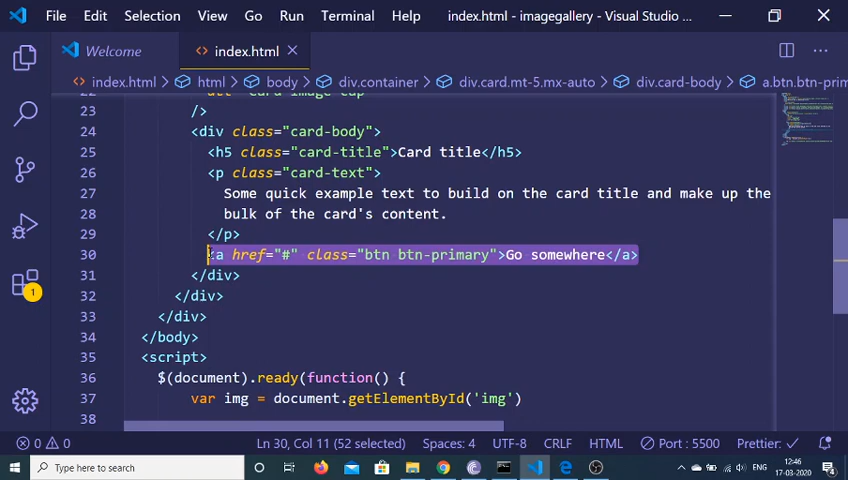 File Edit Selection View Go Run Terminal Help index.html - imagegallery - Visual Studio ...
Welcome index.html
index.html > html > body > div.container > div.card.mt-5.mx-auto > div.card-body > a.btn.btn-prim
23 />
24 <div class="card-body">
25 <h5 class="card-title">Card title</h5>
26 <p class="card-text">
27 Some quick example text to build on the card title and make up the
28 bulk of the card's content.
29 </p>
30 <a href="#" class="btn btn-primary">Go somewhere</a>
31 </div>
32 </div>
33 </div>
34 </body>
35 <script>
36 $(document).ready(function() {
37 var img = document.getElementById('img')
38
1
0 0 Ln 30, Col 11 (52 selected) Spaces: 4 UTF-8 CRLF HTML Port : 5500 Prettier: ✓
Type here to search ENG 12:46
17-03-2020 4